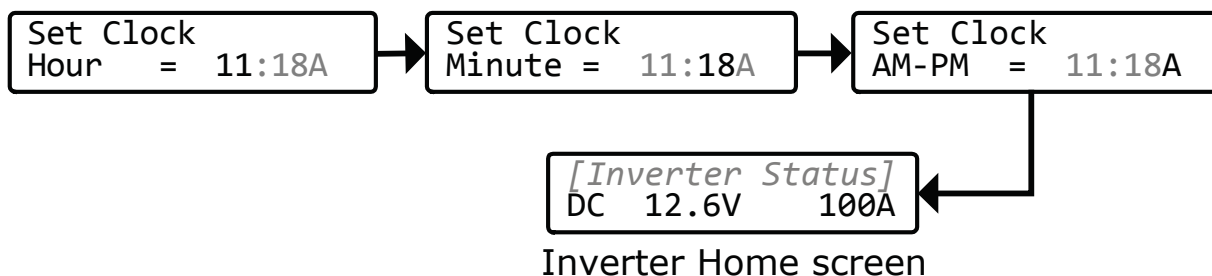 Set Clock
Hour = 11:18A
Set Clock
Minute = 11:18A
Set Clock
AM-PM = 11:18A
[Inverter Status]
DC 12.6V 100A
Inverter Home screen